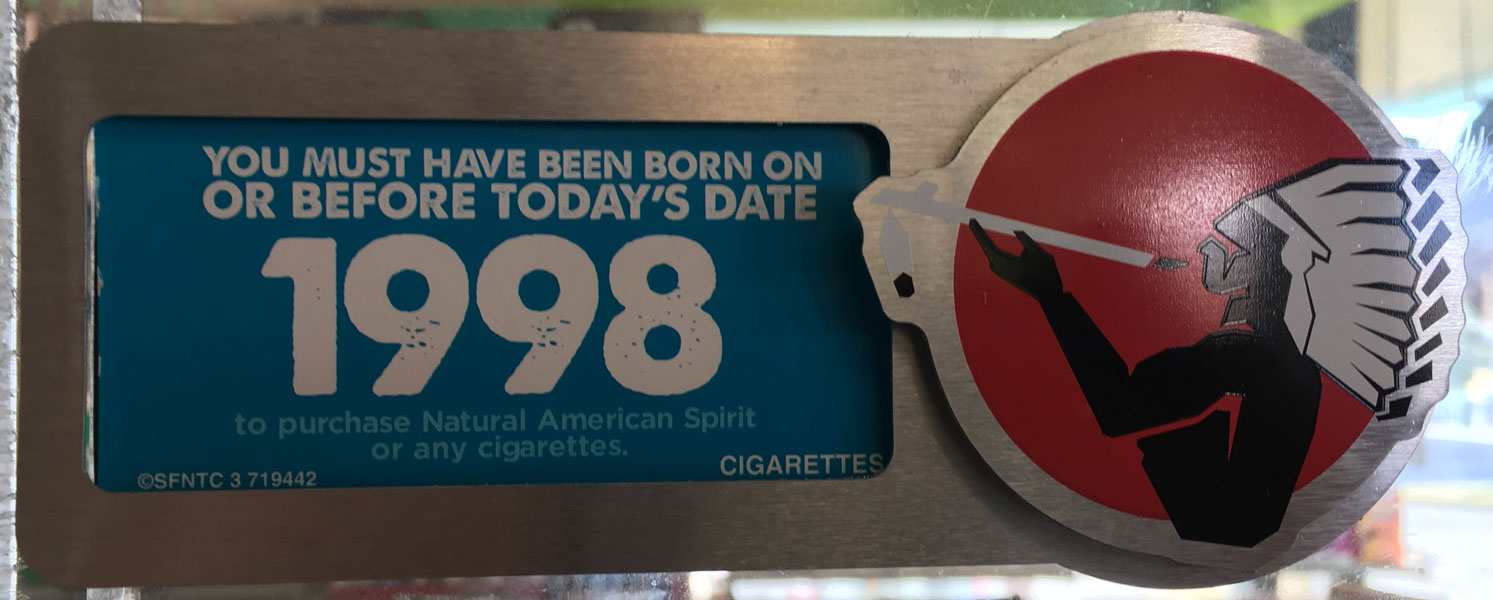 YOU MUST HAVE BEEN BORN ON
OR BEFORE TODAY'S DATE
1998
to purchase Natural American Spirit
or any cigarettes.
©SFNTC 3 719442
CIGARETTES